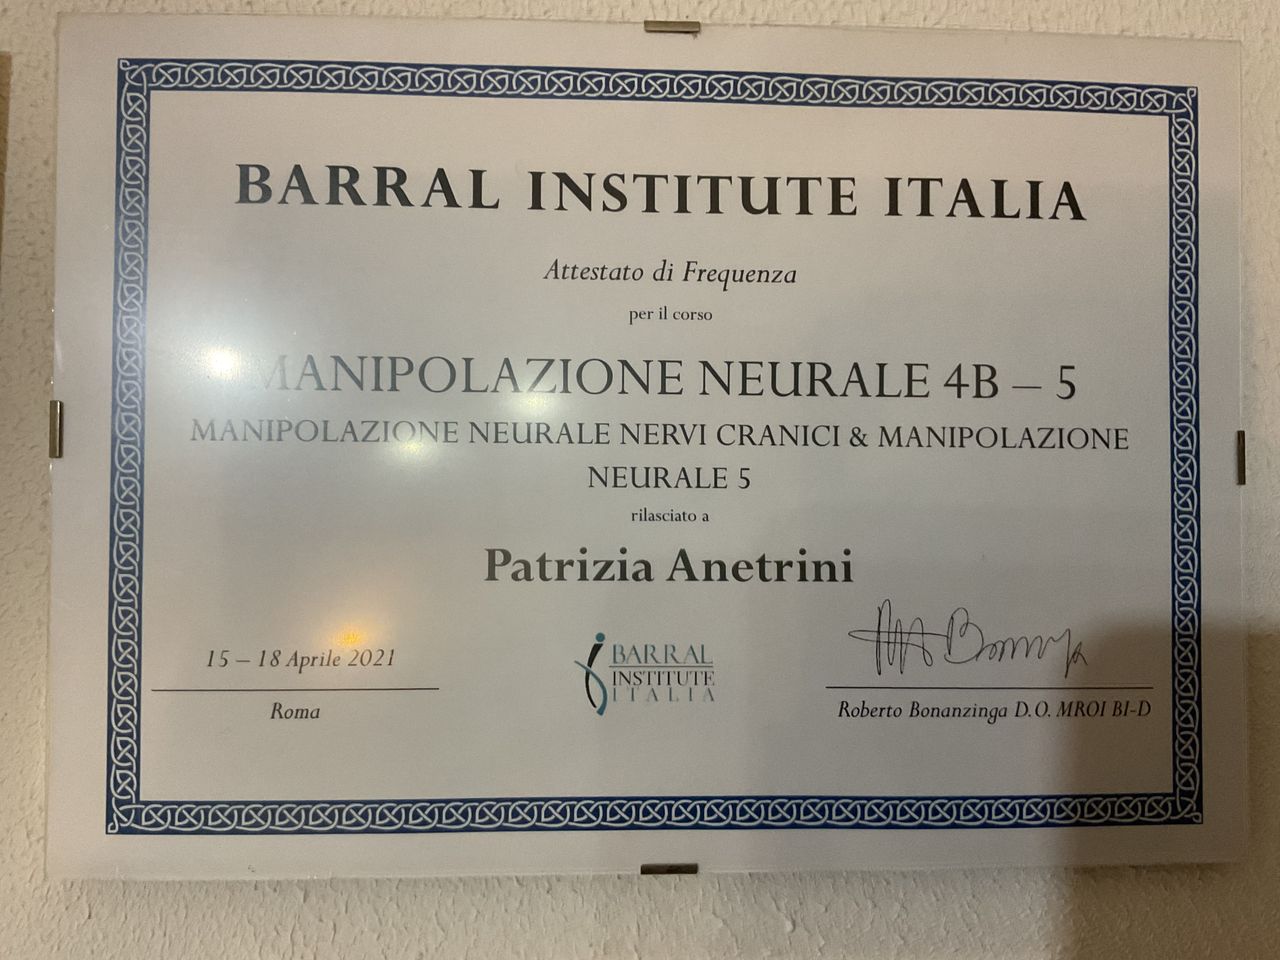 BARRAL INSTITUTE ITALIA
Attestato di Frequenza
per il corso
MANIPOLAZIONE NEURALE 4B – 5
MANIPOLAZIONE NEURALE NERVI CRANICI & MANIPOLAZIONE
NEURALE 5
rilasciato a
Patrizia Anetrini
15 – 18 Aprile 2021
Roma
BARRAL
INSTITUTE
ITALIA
Roberto Bonanzinga D.O. MROI BI-D